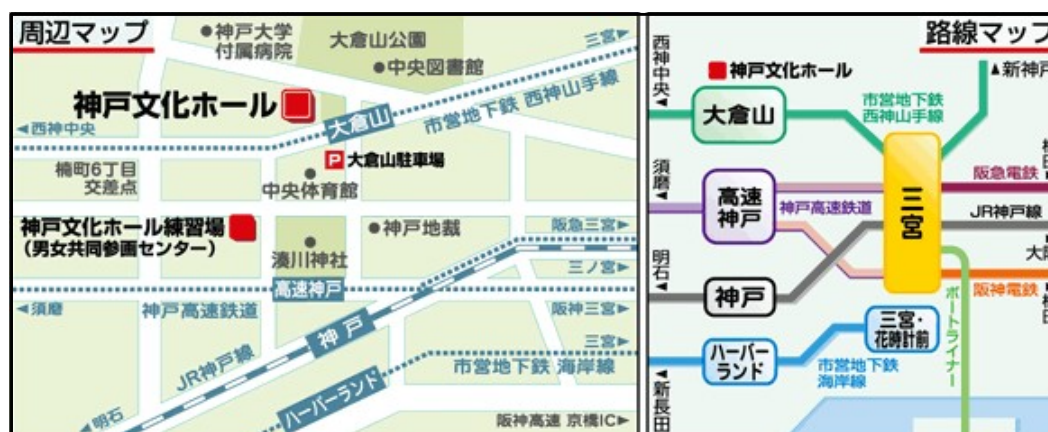 周辺マップ
神戸大学
付属病院
大倉山公園
三宮▶
中央図書館
神戸文化ホール
◀西神中央
大倉山
市営地下鉄 西神山手線
P 大倉山駐車場
楠町6丁目
交差点
中央体育館
神戸文化ホール練習場
(男女共同参画センター)
神戸地裁
阪急三宮▶
湊川神社
三ノ宮▶
高速神戸
◀須磨
神戸高速鉄道
阪神三宮▶
神戸
三宮▶
JR神戸線
市営地下鉄 海岸線
ハーバーランド
◀明石
阪神高速 京橋IC▶
路線マップ
西神中央▲
神戸文化ホール
▲新神戸
大倉山
市営地下鉄
西神山手線
三宮
須磨▲
高速
神戸
神戸高速鉄道
阪急電鉄
JR神戸線
明石▲
神戸
阪神電鉄
ポートライナー
三宮・
花時計前
ハーバー
ランド
市営地下鉄
海岸線
▲新長田